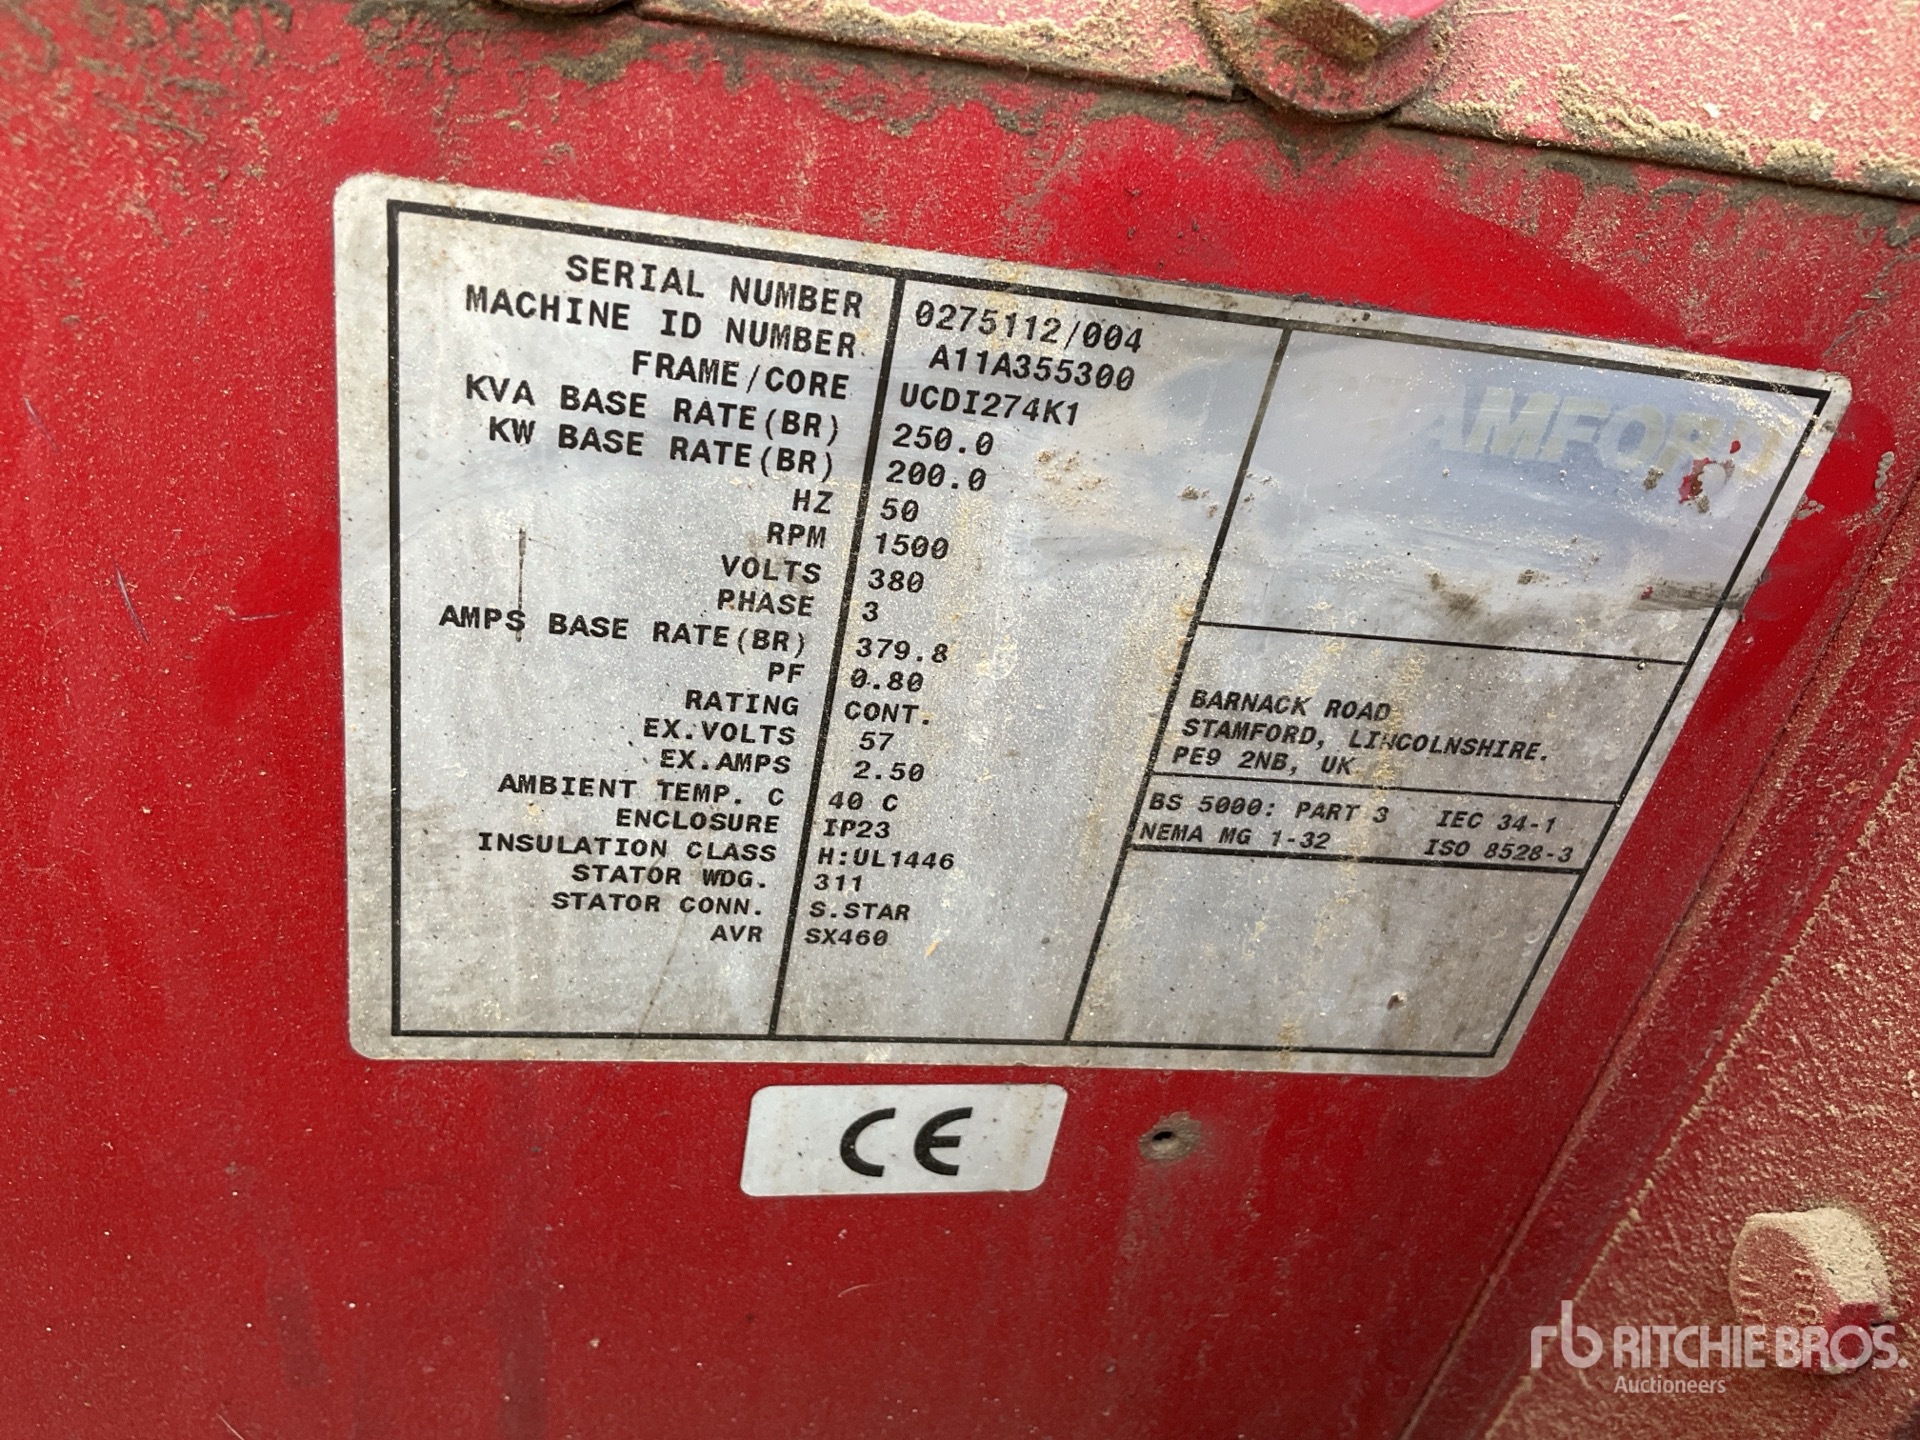 SERIAL NUMBER 0275112/004
MACHINE ID NUMBER A11A355300
FRAME/CORE UCDI274K1
KVA BASE RATE(BR) 250.0
KW BASE RATE(BR) 200.0
HZ 50
RPM 1500
VOLTS 380
PHASE 3
AMPS BASE RATE(BR) 379.8
PF 0.80
RATING CONT.
EX.VOLTS 57
EX.AMPS 2.50
AMBIENT TEMP. C 40 C
ENCLOSURE IP23
INSULATION CLASS H:UL1446
STATOR WDG. 311
STATOR CONN. S.STAR
AVR SX460
AMFORD
BARNACK ROAD
STAMFORD, LINCOLNSHIRE.
PE9 2NB, UK
BS 5000: PART 3 IEC 34-1
NEMA MG 1-32 ISO 8528-3
CE
rb RITCHIE BROS.
Auctioneers